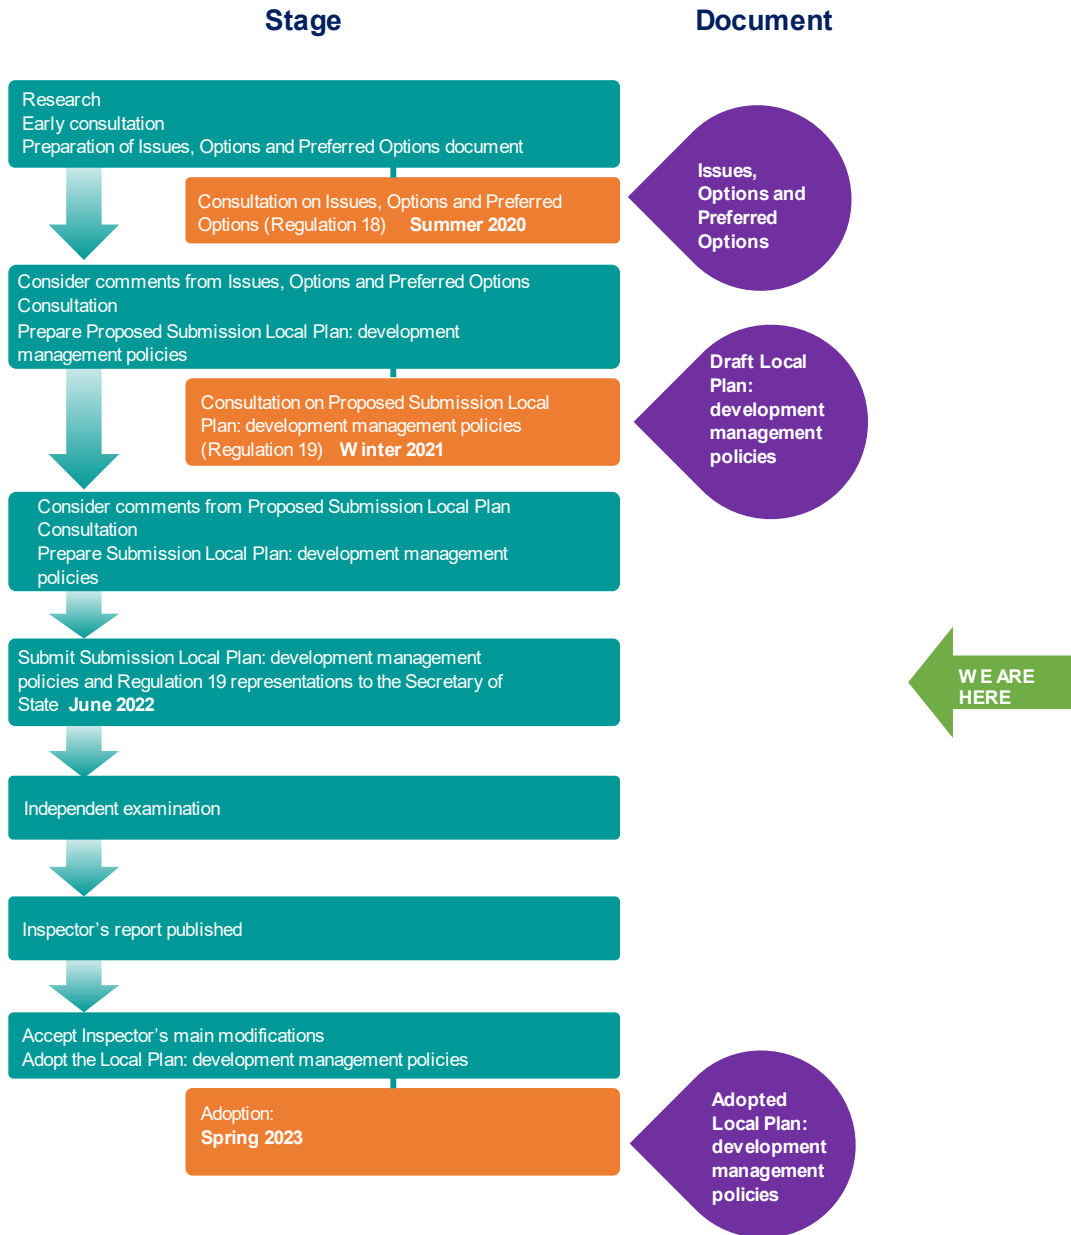 Stage
Document
Research
Early consultation
Preparation of Issues, Options and Preferred Options document
Consultation on Issues, Options and Preferred
Options (Regulation 18) Summer 2020
Issues,
Options and
Preferred
Options
Consider comments from Issues, Options and Preferred Options
Consultation
Prepare Proposed Submission Local Plan: development
management policies
Consultation on Proposed Submission Local
Plan: development management policies
(Regulation 19) Winter 2021
Draft Local
Plan:
development
management
policies
Consider comments from Proposed Submission Local Plan
Consultation
Prepare Submission Local Plan: development management
policies
Submit Submission Local Plan: development management
policies and Regulation 19 representations to the Secretary of
State June 2022
WE ARE
HERE
Independent examination
Inspector’s report published
Accept Inspector’s main modifications
Adopt the Local Plan: development management policies
Adoption:
Spring 2023
Adopted
Local Plan:
development
management
policies